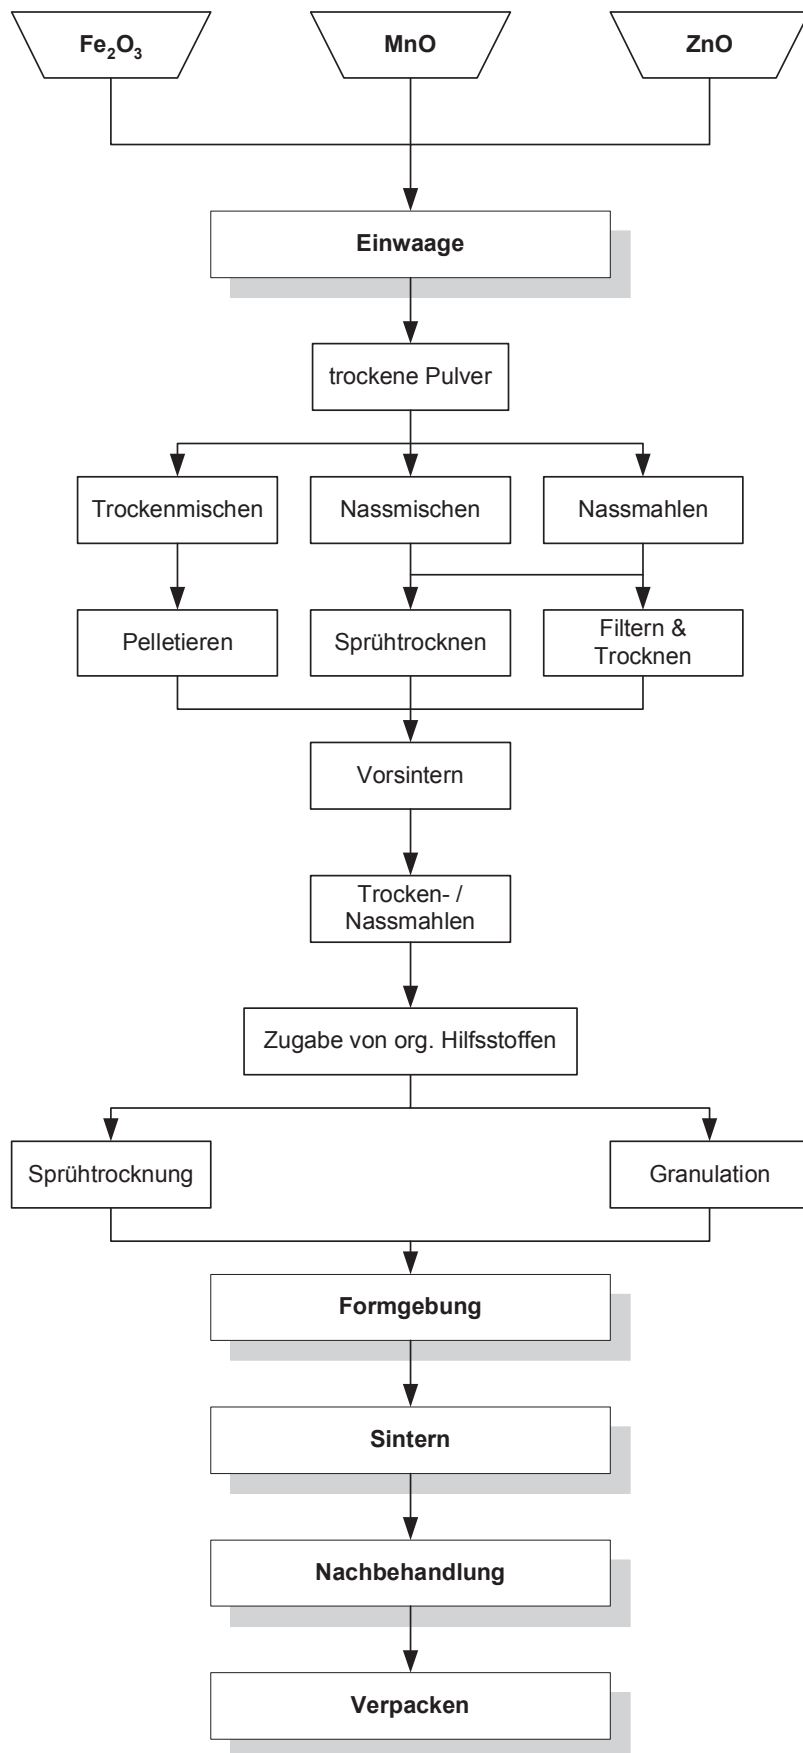 Fe₂O₃
MnO
ZnO
Einwaage
trockene Pulver
Trockenmischen
Nassmischen
Nassmahlen
Pelletieren
Sprühtrocknen
Filtern &
Trocknen
Vorsintern
Trocken- /
Nassmahlen
Zugabe von org. Hilfsstoffen
Sprühtrocknung
Granulation
Formgebung
Sintern
Nachbehandlung
Verpacken